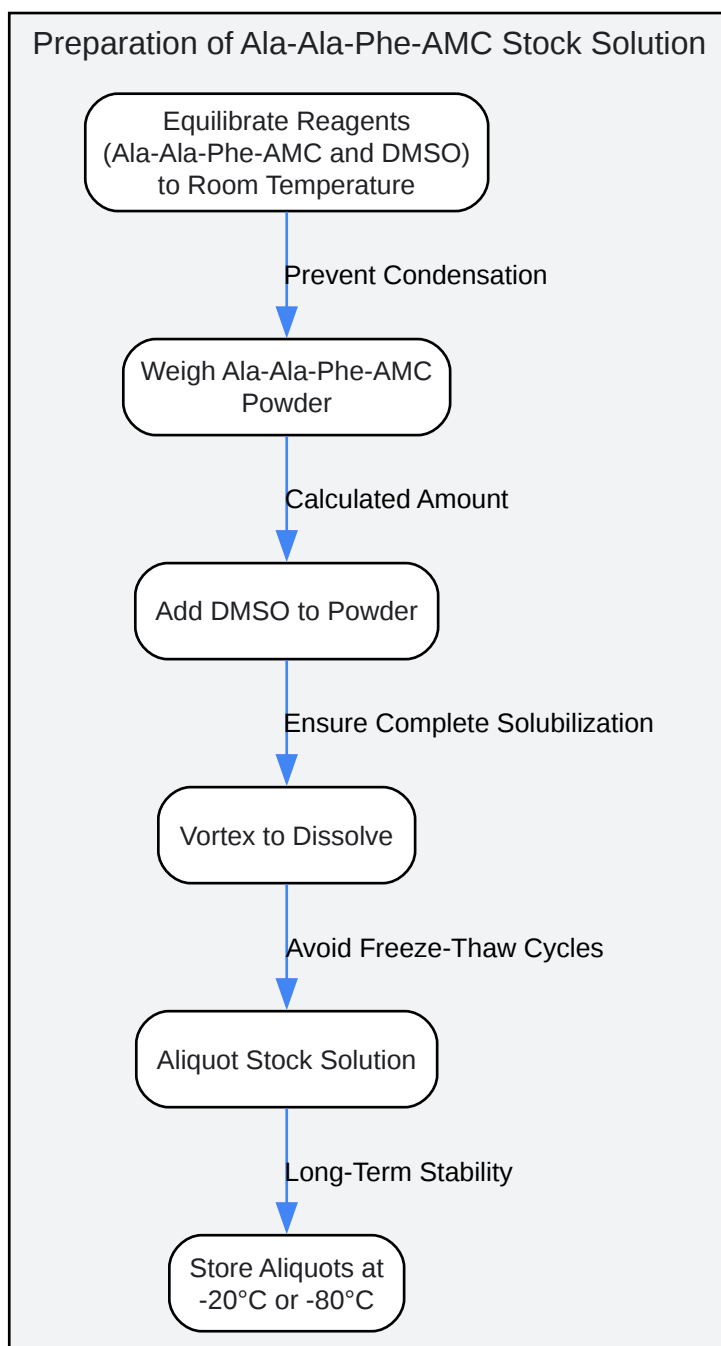 Preparation of Ala-Ala-Phe-AMC Stock Solution
Equilibrate Reagents
(Ala-Ala-Phe-AMC and DMSO)
to Room Temperature
Prevent Condensation
Weigh Ala-Ala-Phe-AMC
Powder
Calculated Amount
Add DMSO to Powder
Ensure Complete Solubilization
Vortex to Dissolve
Avoid Freeze-Thaw Cycles
Aliquot Stock Solution
Long-Term Stability
Store Aliquots at
-20°C or -80°C